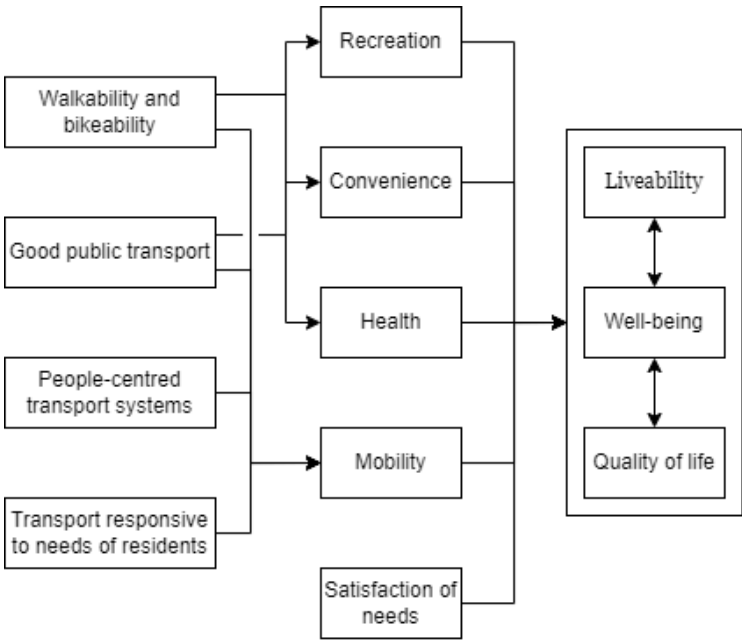 Recreation
Walkability and
bikeability
Convenience
Liveability
Good public transport
Health
Well-being
People-centred
transport systems
Mobility
Quality of life
Transport responsive
to needs of residents
Satisfaction of
needs